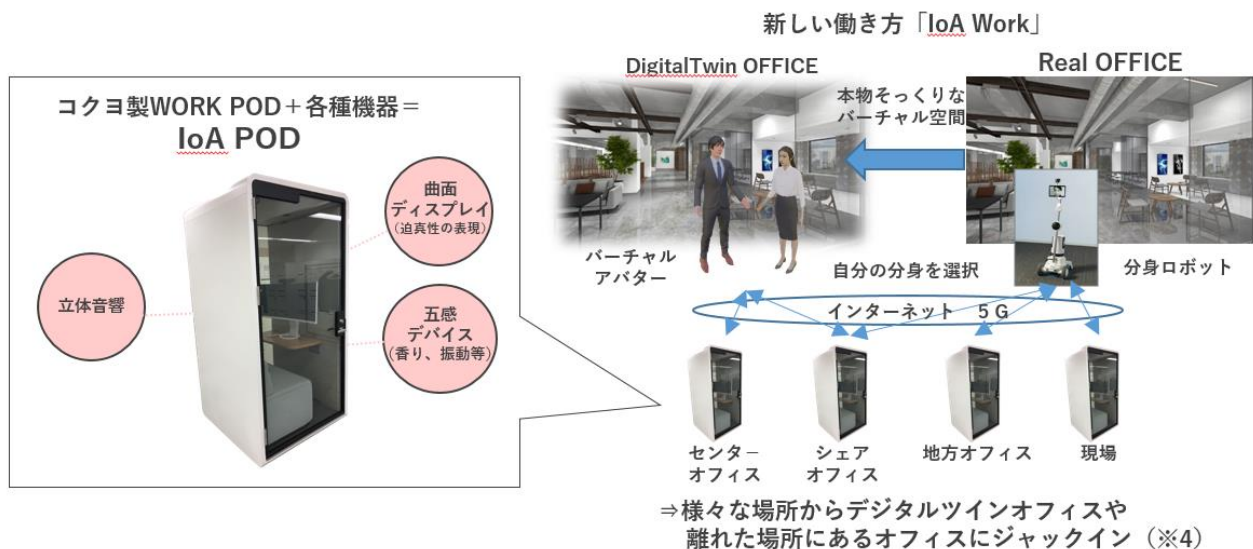 新しい働き方「IoA Work」
コクヨ製WORK POD＋各種機器＝
IoA POD
曲面
ディスプレイ
（迫真性の表現）
立体音響
五感
デバイス
（香り、振動等）
DigitalTwin OFFICE
Real OFFICE
本物そっくりな
バーチャル空間
バーチャル
アバター
自分の分身を選択
分身ロボット
インターネット　５G
センター
オフィス
シェア
オフィス
地方オフィス
現場
⇒様々な場所からデジタルツインオフィスや
離れた場所にあるオフィスにジャックイン（※4）